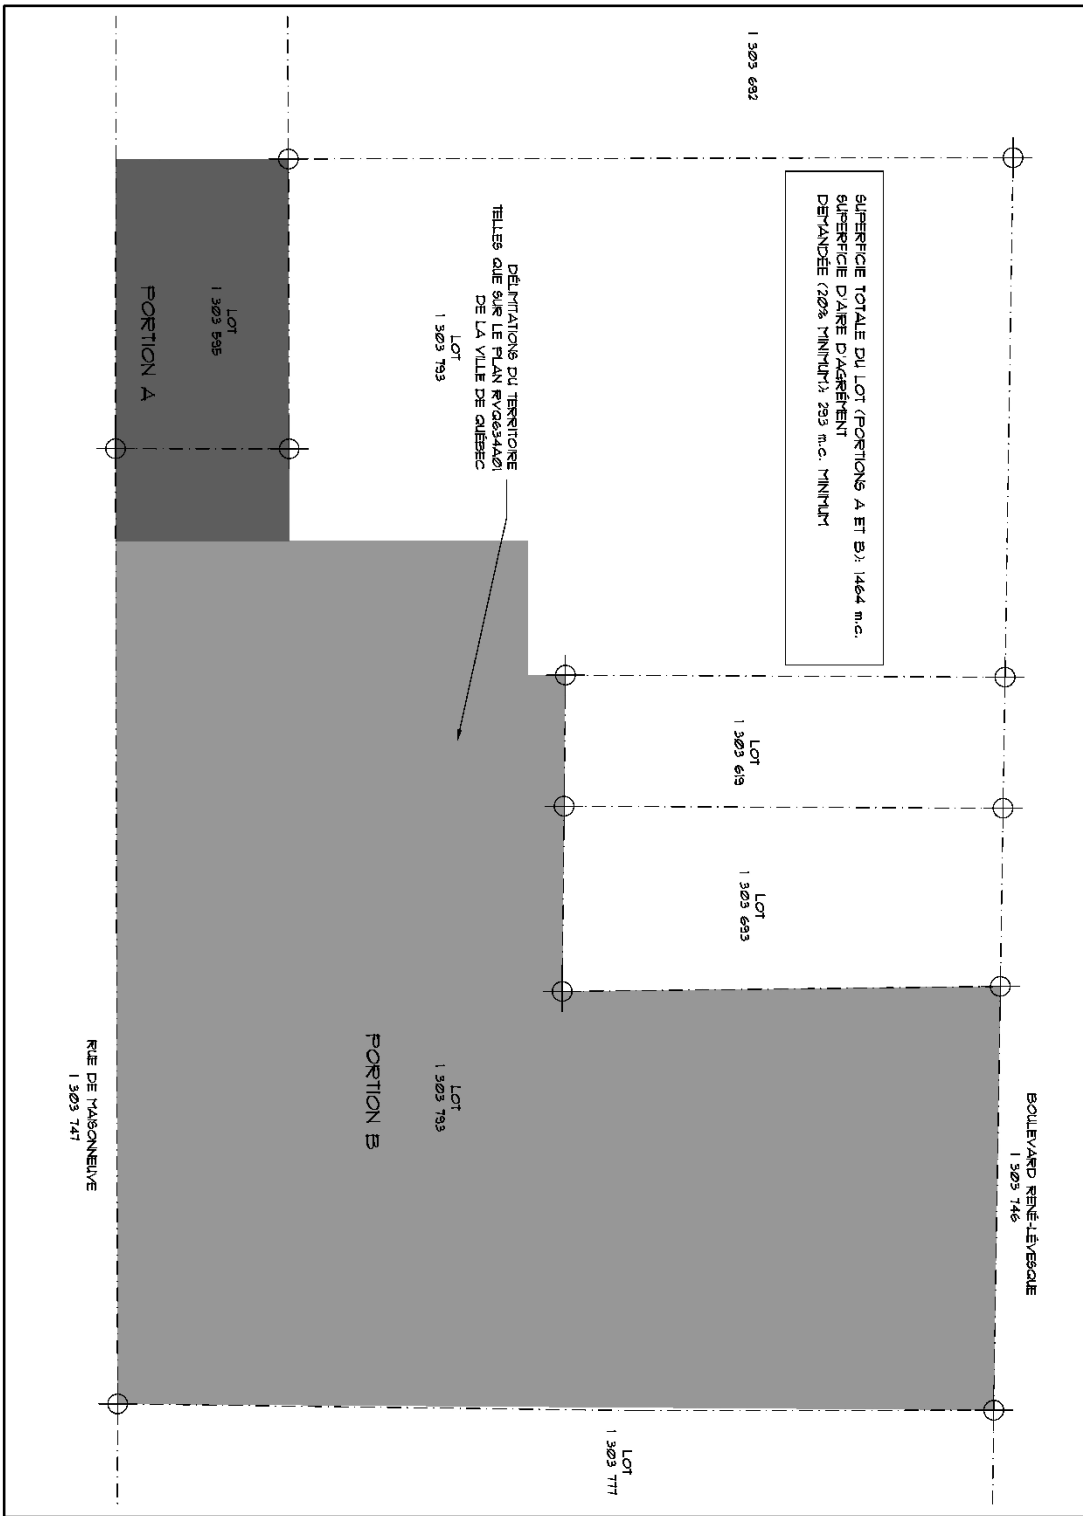 BOULEVARD RENÉ-LÉVESQUE
1 303 746
1 303 692
SUPERFICIE TOTALE DU LOT (PORTIONS A ET B): 1464 m.c.
SUPERFICIE D'AIRE D'AGRÉMENT
DEMANDÉE (20% MINIMUM): 293 m.c. MINIMUM
LOT
1 303 619
LOT
1 303 693
LOT
1 303 777
DÉLIMITATIONS DU TERRITOIRE
TELLES QUE SUR LE PLAN RVQ634A01
DE LA VILLE DE QUÉBEC
LOT
1 303 793
LOT
1 303 793
PORTION B
LOT
1 303 595
PORTION A
RUE DE MAISONNEUVE
1 303 747